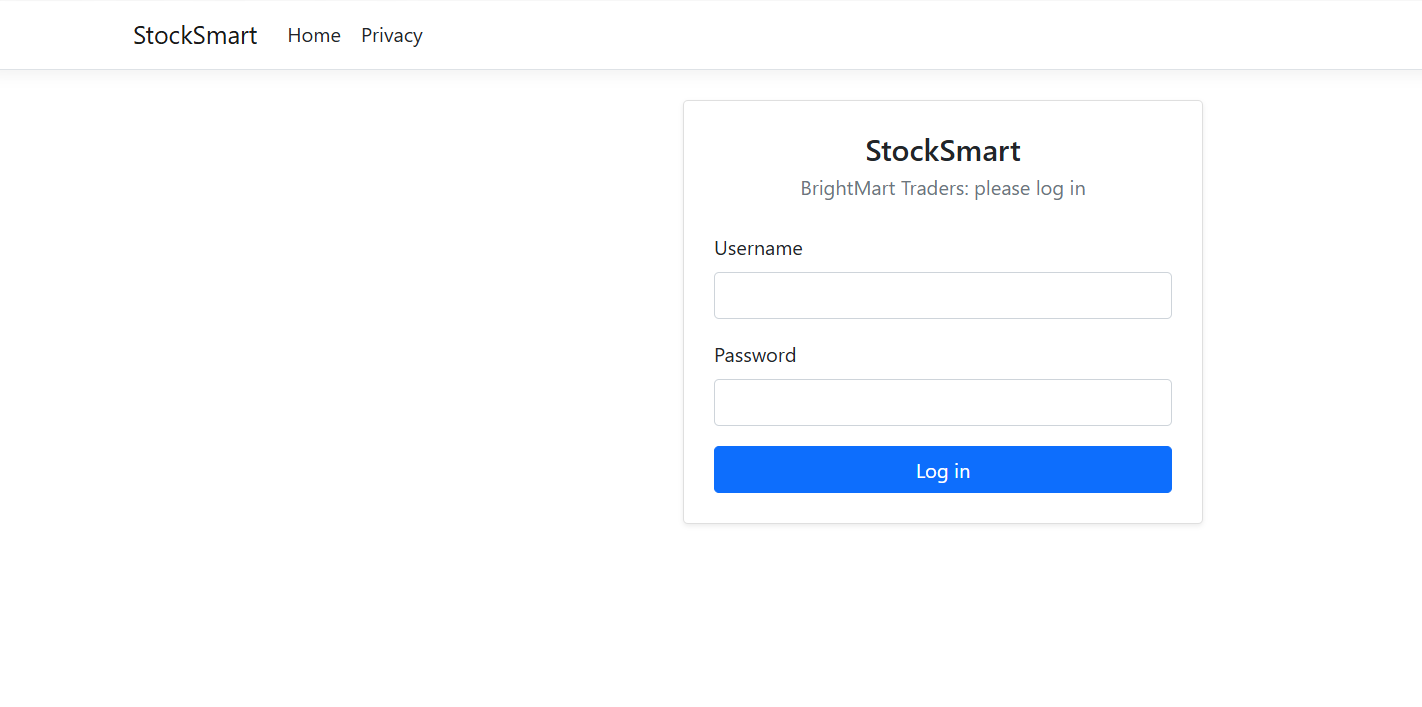 StockSmart Home Privacy
StockSmart
BrightMart Traders: please log in
Username
Password
Log in